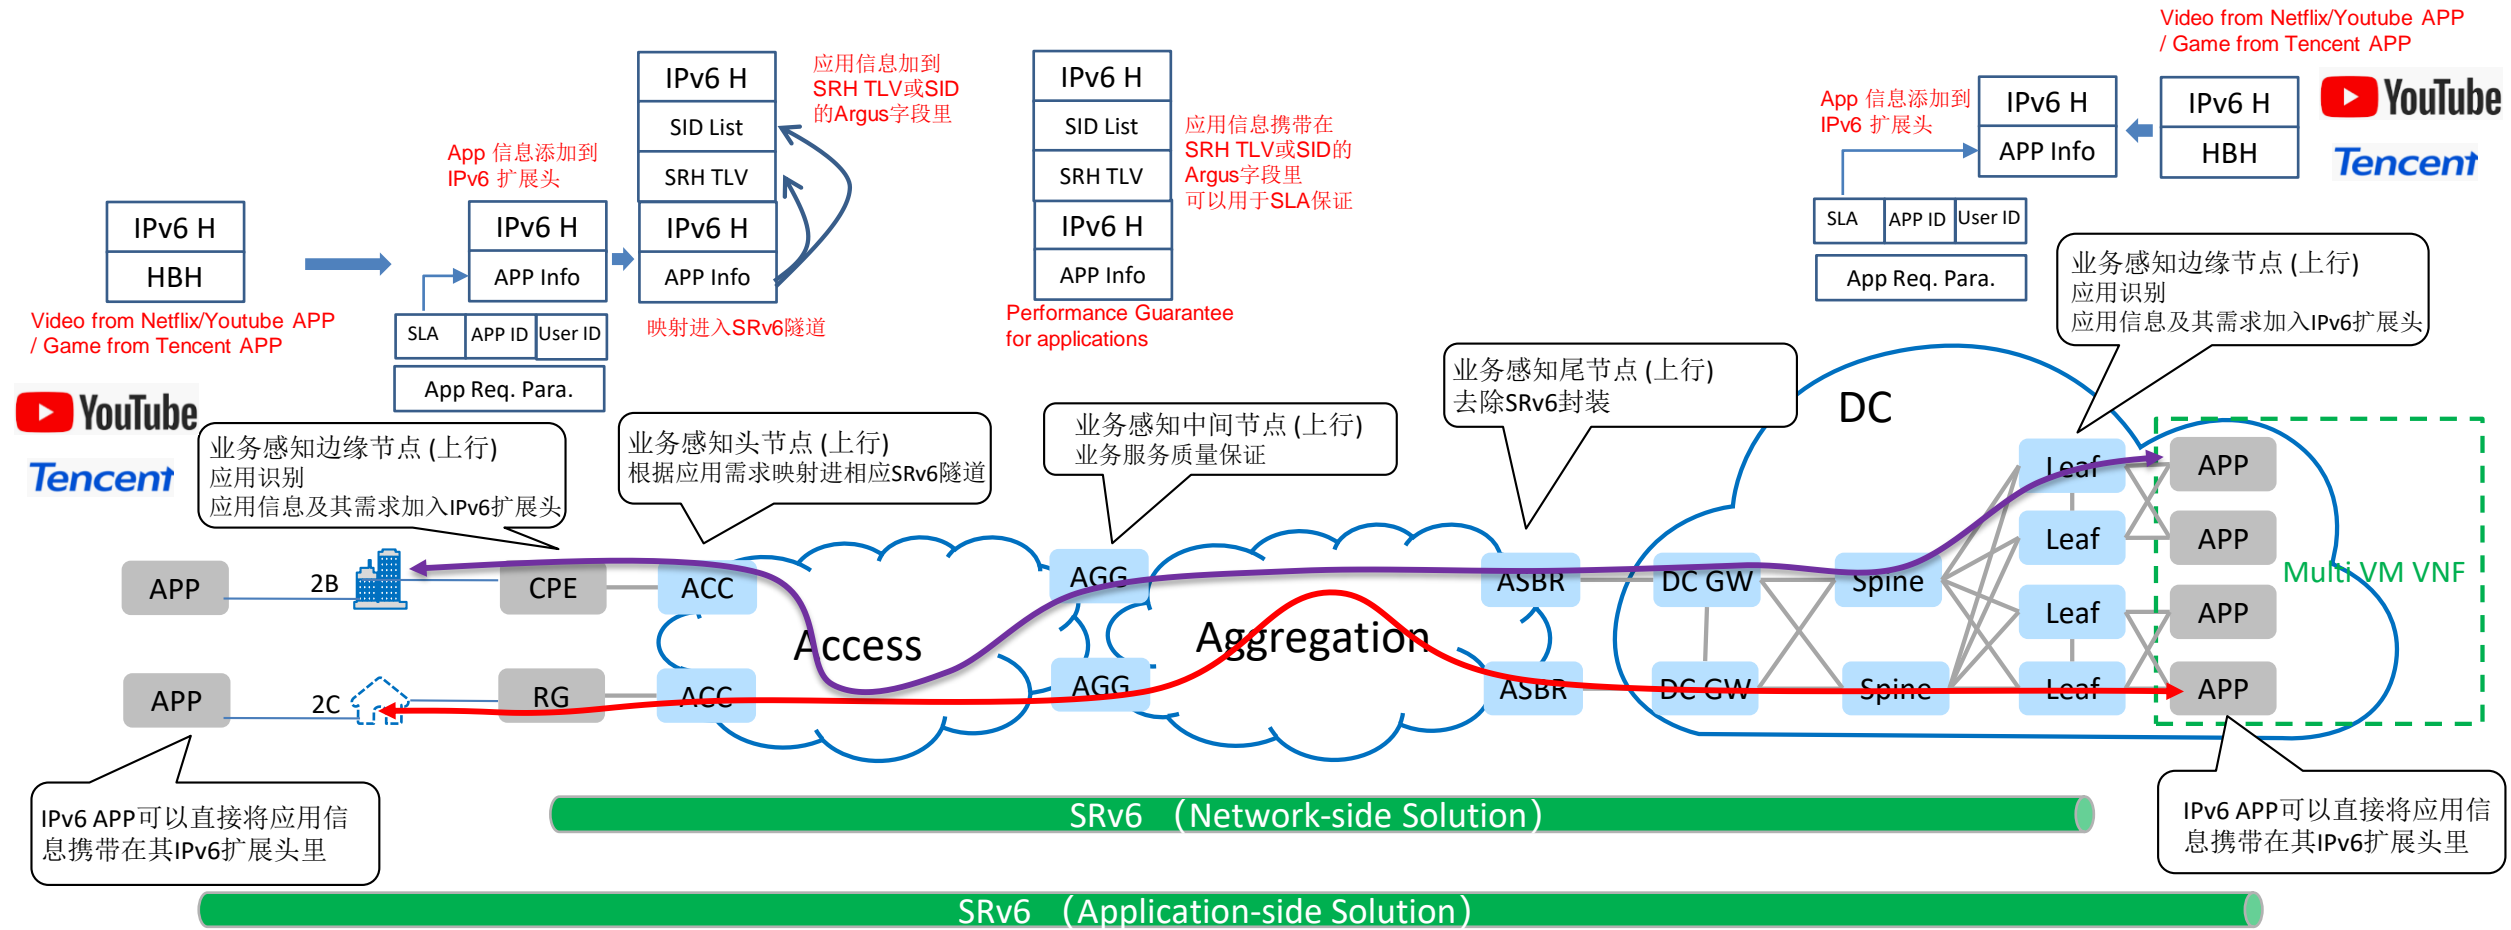 Video from Netflix/Youtube APP
/ Game from Tencent APP
IPv6 H
SID List
SRH TLV
IPv6 H
APP Info
应用信息加到
SRH TLV或SID
的Argus字段里
IPv6 H
SID List
SRH TLV
IPv6 H
APP Info
应用信息携带在
SRH TLV或SID的
Argus字段里
可以用于SLA保证
App 信息添加到
IPv6 扩展头
IPv6 H
APP Info
IPv6 H
HBH
YouTube
Tencent
SLA
APP ID
User ID
App Req. Para.
App 信息添加到
IPv6 扩展头
IPv6 H
HBH
IPv6 H
APP Info
Video from Netflix/Youtube APP
/ Game from Tencent APP
SLA
APP ID
User ID
App Req. Para.
映射进入SRv6隧道
Performance Guarantee
for applications
YouTube
Tencent
业务感知边缘节点 (上行)
应用识别
应用信息及其需求加入IPv6扩展头
业务感知头节点 (上行)
根据应用需求映射进相应SRv6隧道
业务感知中间节点 (上行)
业务服务质量保证
业务感知尾节点 (上行)
去除SRv6封装
业务感知边缘节点 (上行)
应用识别
应用信息及其需求加入IPv6扩展头
DC
Leaf
APP
Leaf
APP
Multi VM VNF
APP
2B
CPE
ACC
AGG
ASBR
DC GW
Spine
Leaf
APP
Access
Aggregation
APP
2C
RG
ACC
AGG
ASBR
DC GW
Spine
Leaf
APP
IPv6 APP可以直接将应用信
息携带在其IPv6扩展头里
SRv6 （Network-side Solution）
IPv6 APP可以直接将应用信
息携带在其IPv6扩展头里
SRv6 （Application-side Solution）